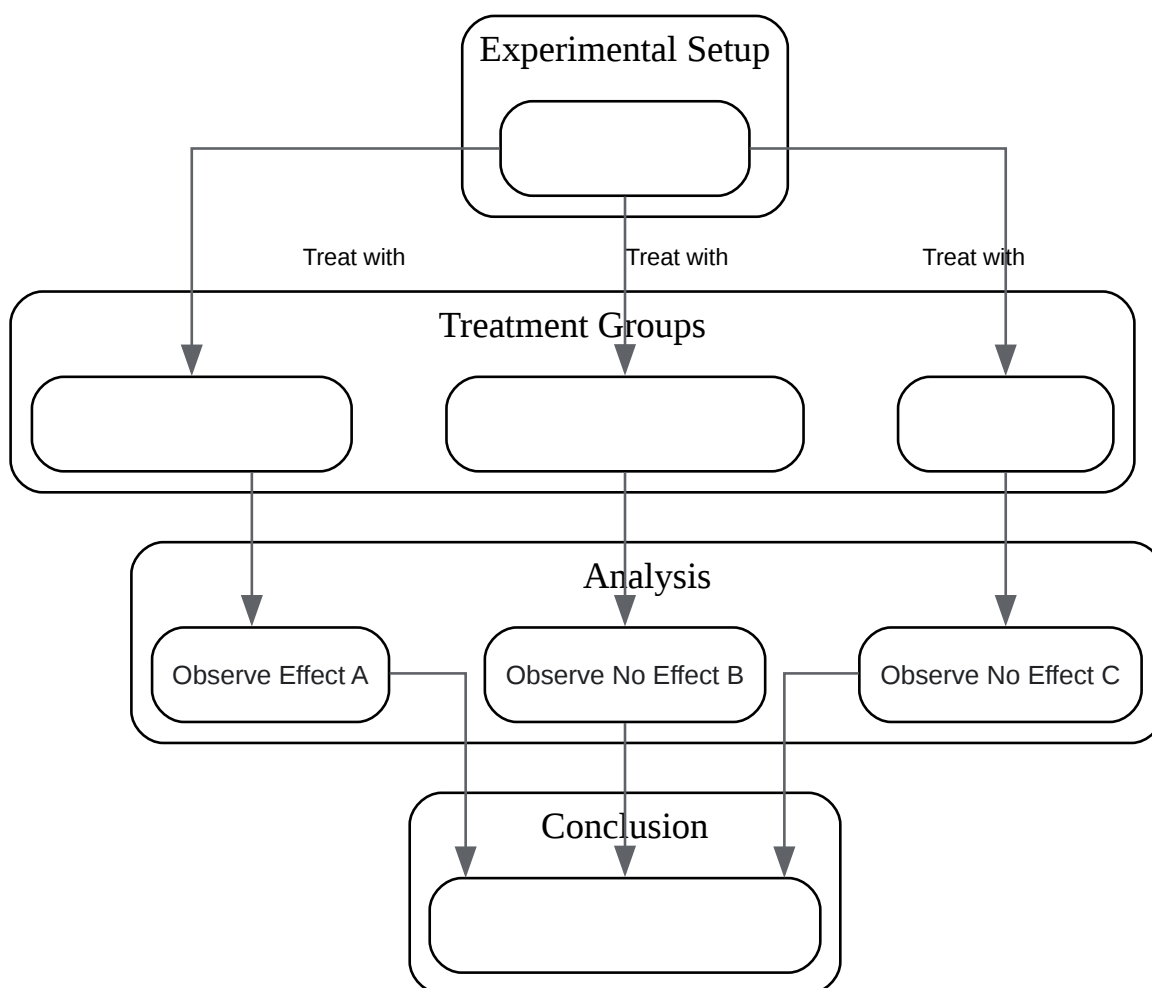 Experimental Setup
Treat with
Treat with
Treat with
Treatment Groups
Analysis
Observe Effect A
Observe No Effect B
Observe No Effect C
Conclusion